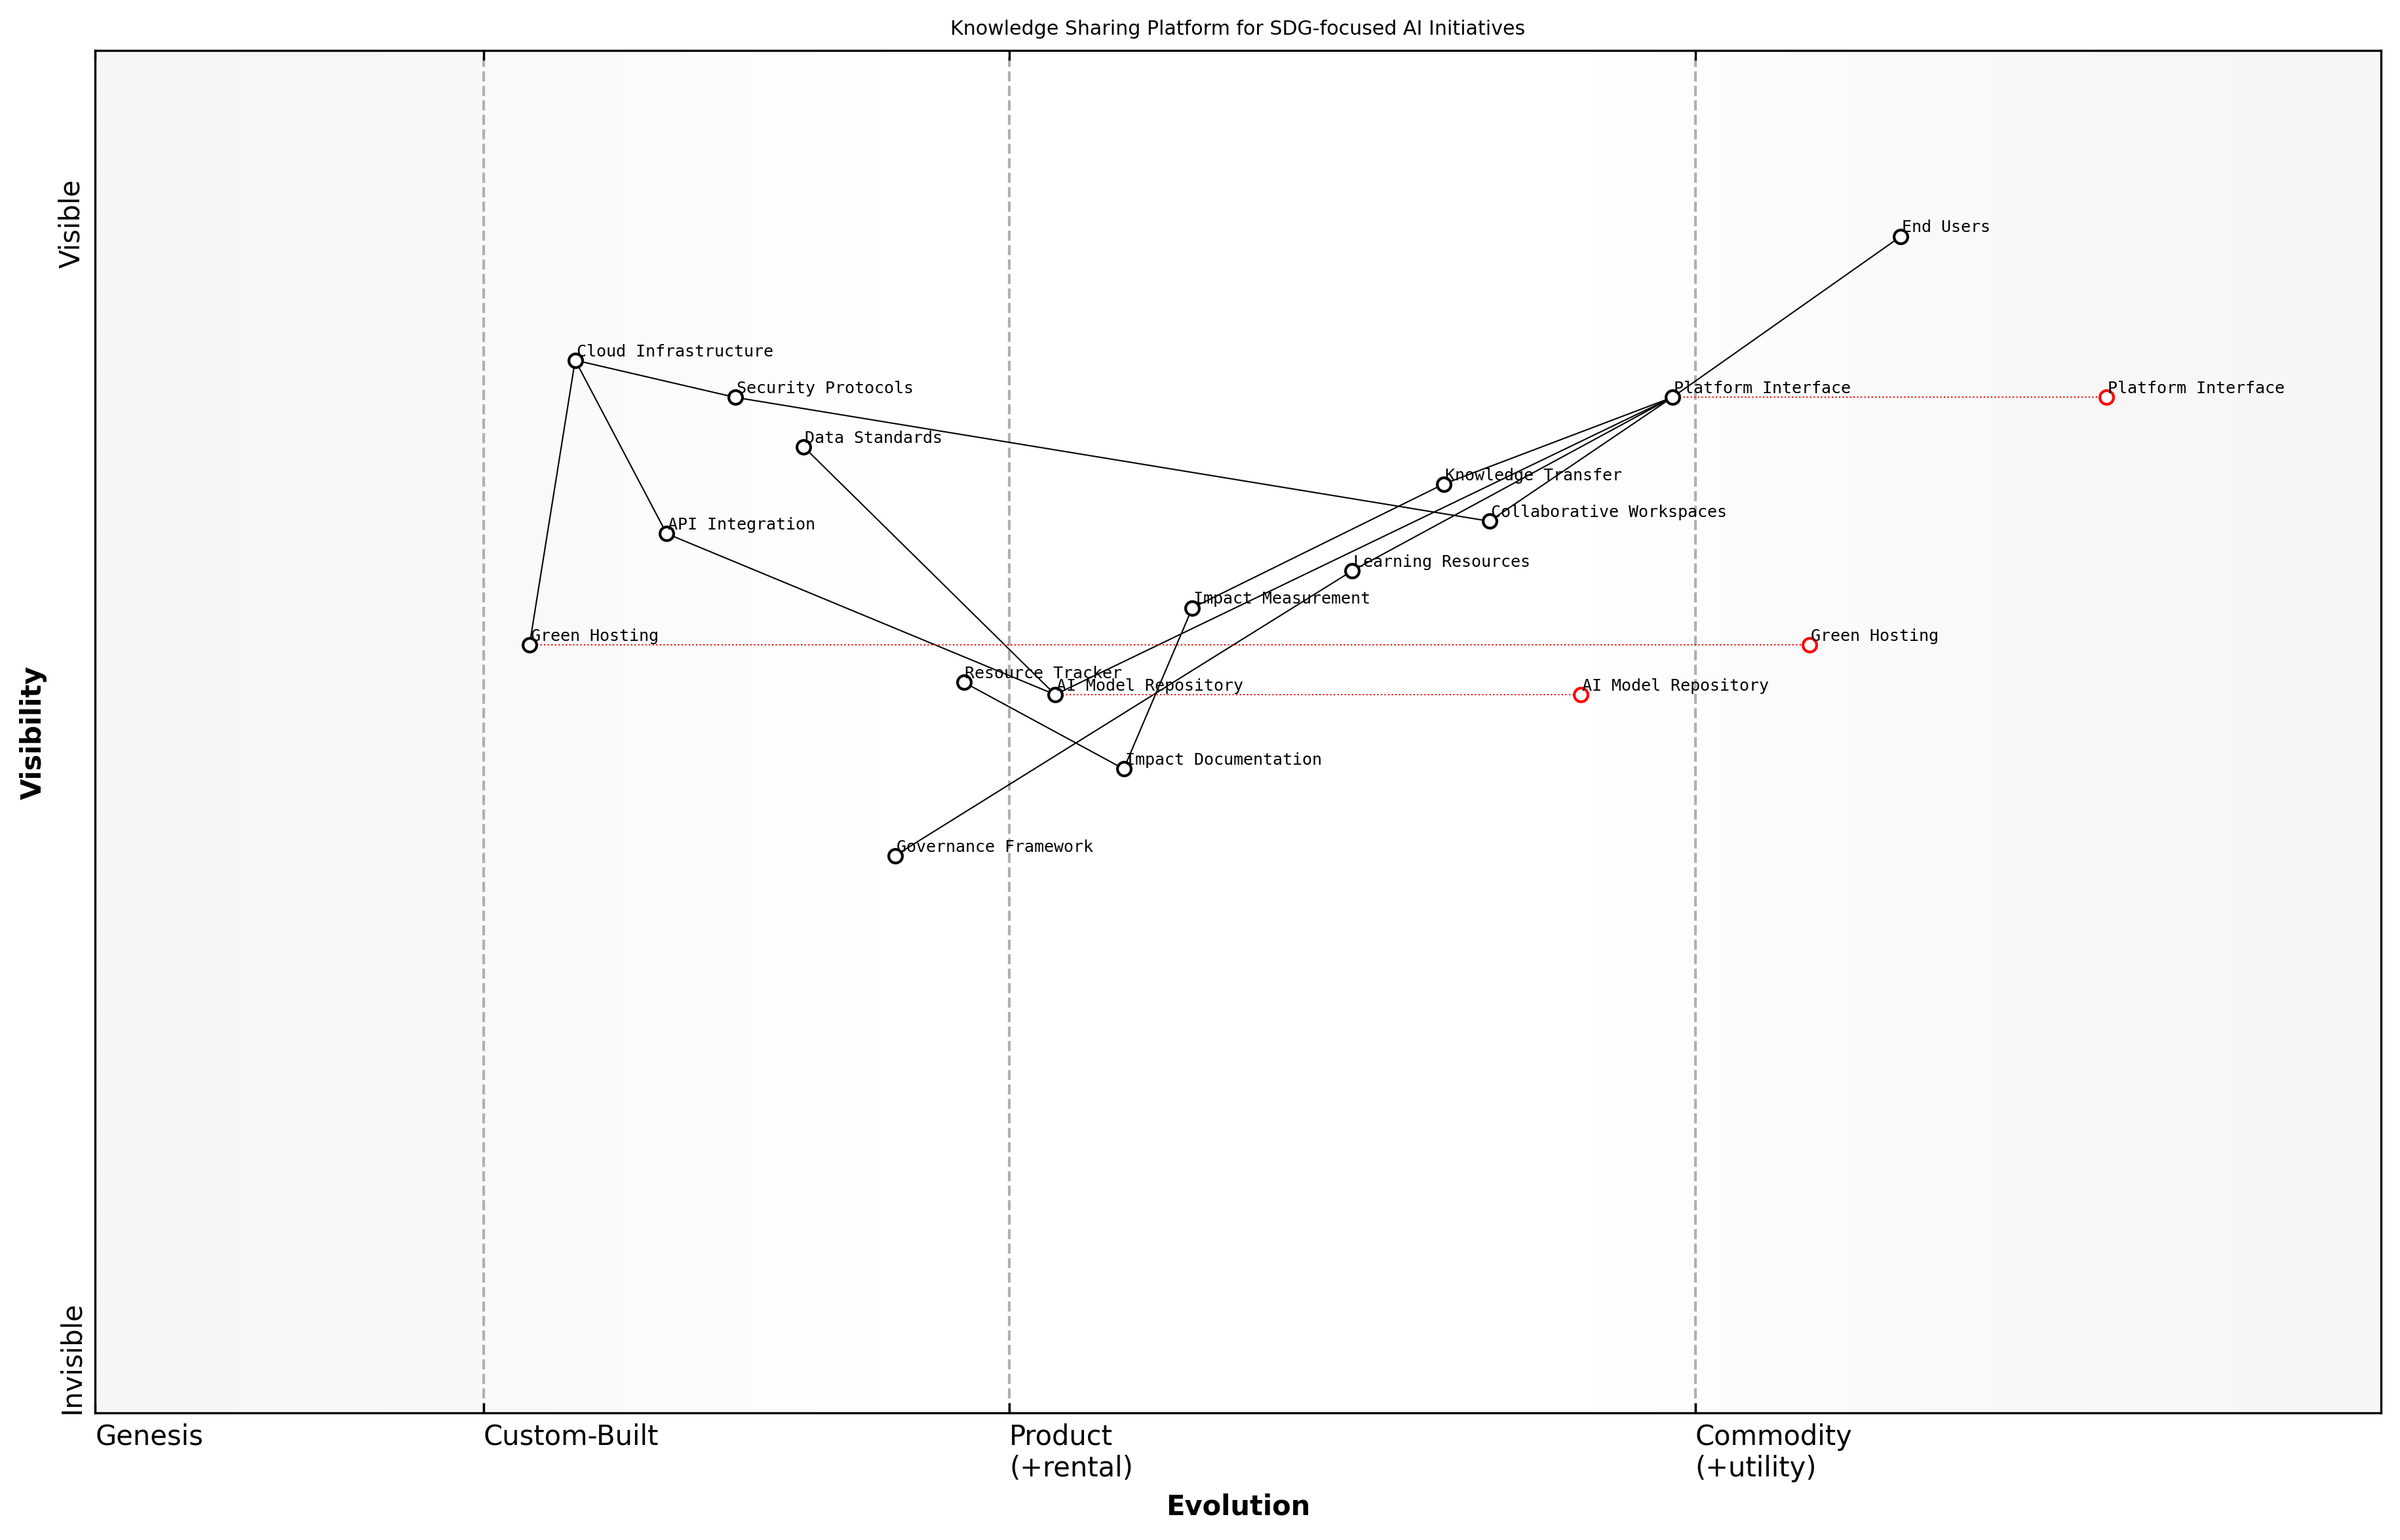 Knowledge Sharing Platform for SDG-focused AI Initiatives
Visible
End Users
Cloud Infrastructure
Security Protocols
Platform Interface
Platform Interface
Data Standards
Knowledge Transfer
Collaborative Workspaces
API Integration
Learning Resources
Impact Measurement
Green Hosting
Green Hosting
Resource Tracker
AI Model Repository
AI Model Repository
Impact Documentation
Governance Framework
Visibility
Invisible
Genesis
Custom-Built
Product
(+rental)
Commodity
(+utility)
Evolution